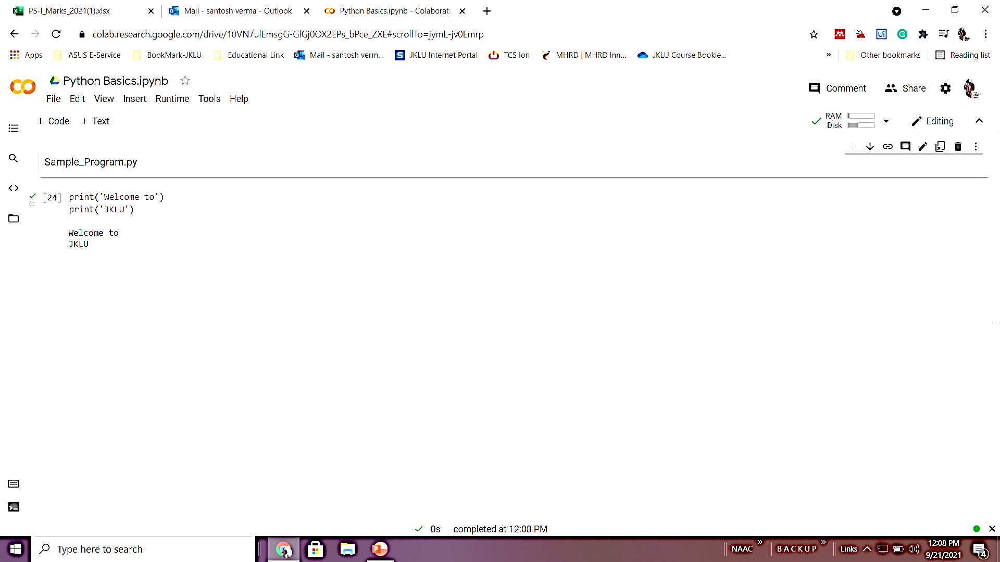 PS-I_Marks_2021(1).xlsx Mail - santosh verma - Outlook Python Basics.ipynb - Colaborato
colab.research.google.com/drive/10VN7ulEmsgG-GlGj0OX2EPs_bPce_ZXE#scrollTo=jymL-jv0Emrp
Apps ASUS E-Service BookMark-JKLU Educational Link Mail - santosh verm... JKLU Internet Portal TCS Ion MHRD | MHRD Inn... JKLU Course Bookle... » Other bookmarks Reading list
Python Basics.ipynb
Comment Share
File Edit View Insert Runtime Tools Help
+ Code + Text
RAM
Disk
Editing
Sample_Program.py
[24] print('Welcome to')
0s
print('JKLU')
Welcome to
JKLU
0s completed at 12:08 PM
Type here to search
NAAC » BACKUP » Links
12:08 PM
9/21/2021
4